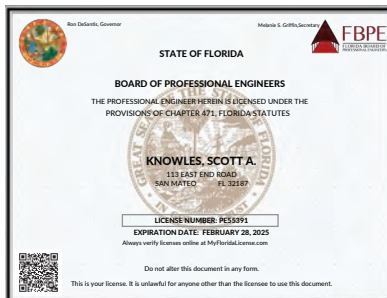 Ron DeSantis, Governor
Melanie S. Griffin, Secretary
FBPE
FLORIDA BOARD OF
PROFESSIONAL ENGINEERS
STATE OF FLORIDA
BOARD OF PROFESSIONAL ENGINEERS
THE PROFESSIONAL ENGINEER HEREIN IS LICENSED UNDER THE
PROVISIONS OF CHAPTER 471, FLORIDA STATUTES
KNOWLES, SCOTT A.
113 EAST END ROAD
SAN MATEO FL 32187
LICENSE NUMBER: PE55391
EXPIRATION DATE: FEBRUARY 28, 2025
Always verify licenses online at MyFloridaLicense.com
Do not alter this document in any form.
This is your license. It is unlawful for anyone other than the licensee to use this document.